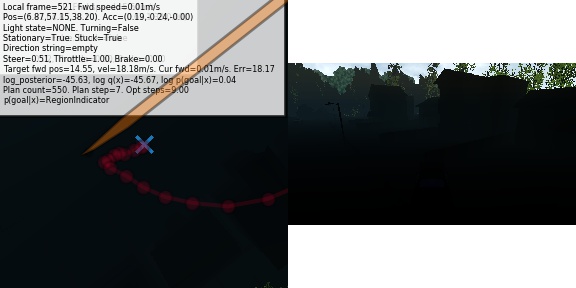 Local frame=521. Fwd speed=0.01m/s
Pos=(6.87,57.15,38.20). Acc=(0.19,-0.24,-0.00)
Light state=NONE. Turning=False
Stationary=True. Stuck=True
Direction string=empty
Steer=0.51, Throttle=1.00, Brake=0.00
Target fwd pos=14.55, vel=18.18m/s. Cur fwd=0.01m/s. Err=18.17
log_posterior=-45.63, log q(x)=-45.67, log p(goal|x)=0.04
Plan count=550. Plan step=7. Opt steps=9.00
p(goal|x)=RegionIndicator